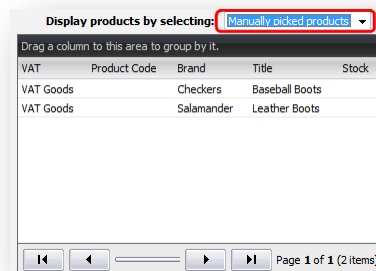 Display products by selecting: Manually picked products
Drag a column to this area to group by it.
VAT Product Code Brand Title Stock
VAT Goods Checkers Baseball Boots
VAT Goods Salamander Leather Boots
Page 1 of 1 (2 items)